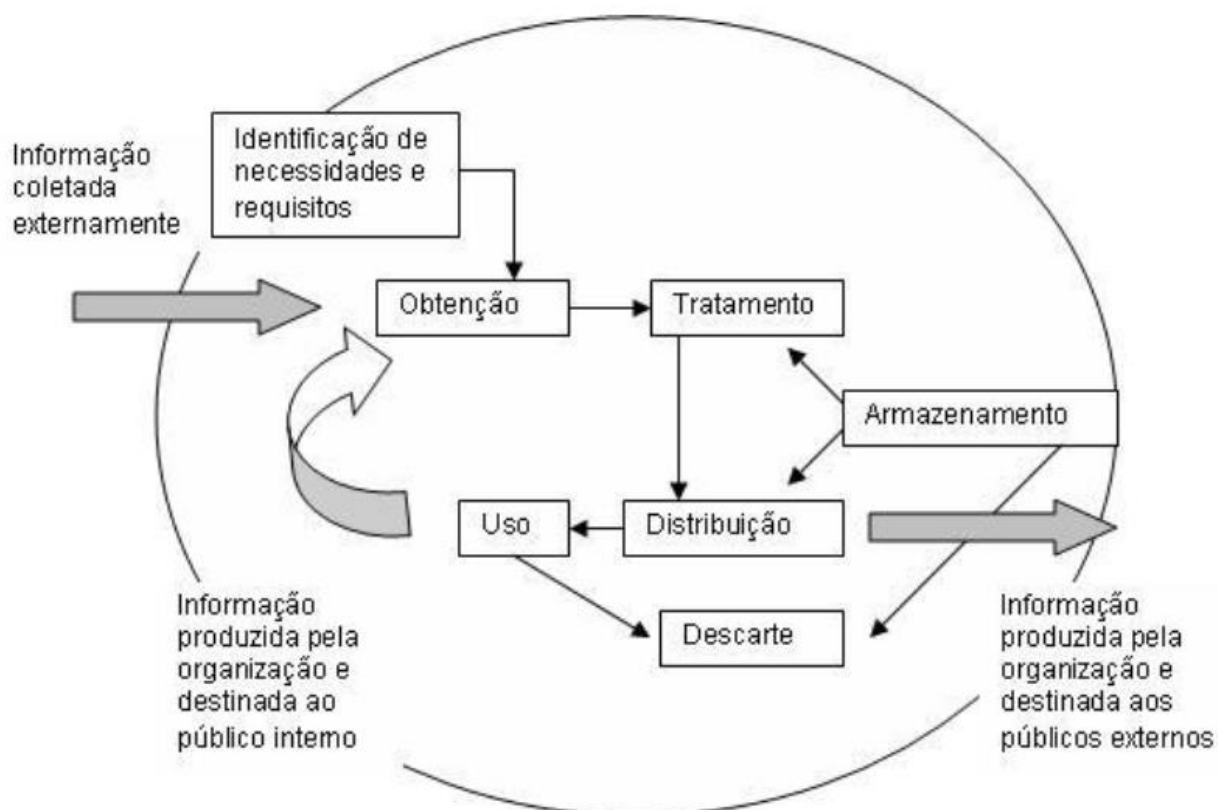 Informação
coletada
externamente
Identificação de
necessidades e
requisitos
Obtenção
Tratamento
Armazenamento
Uso
Distribuição
Descarte
Informação
produzida pela
organização e
destinada ao
público interno
Informação
produzida pela
organização e
destinada aos
públicos externos